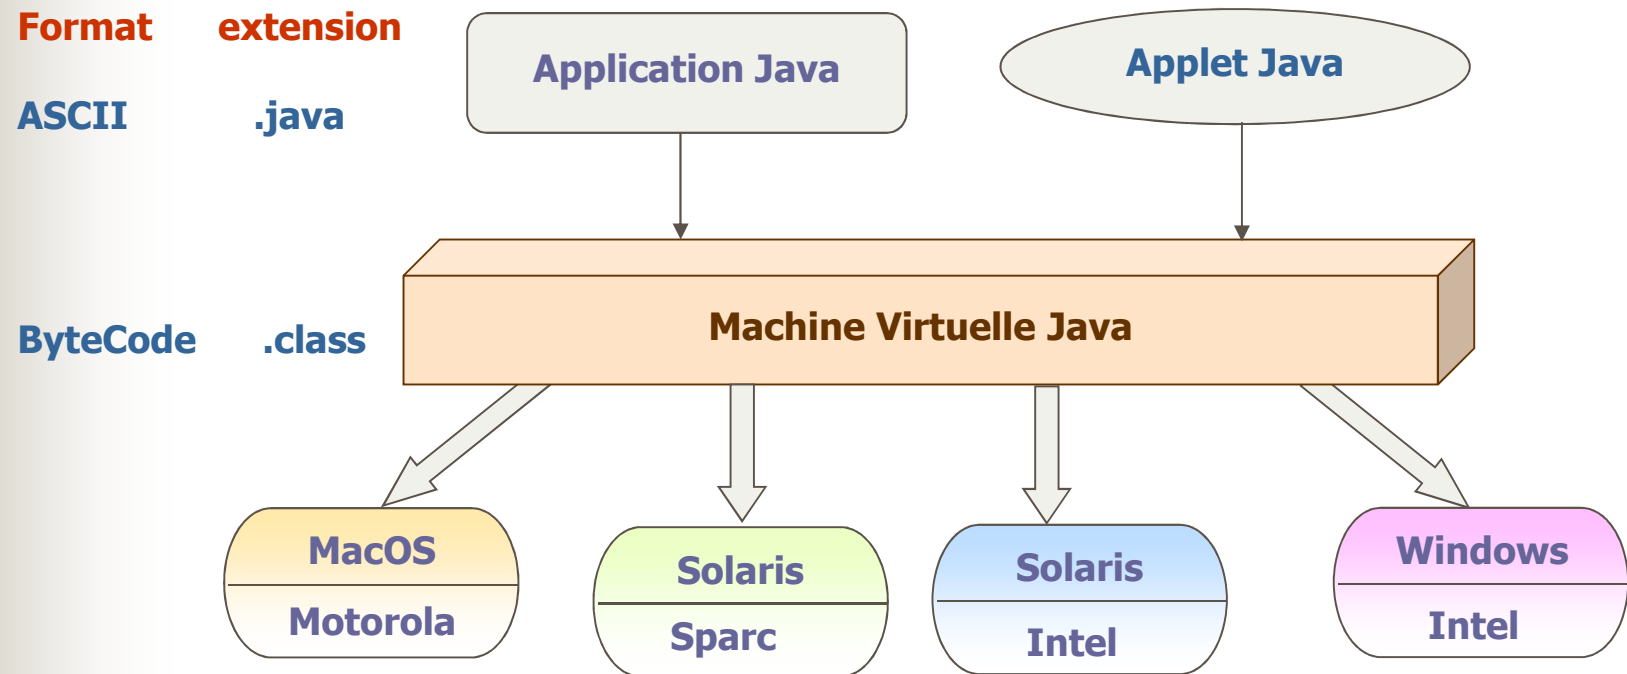 Format extension
Application Java
Applet Java
ASCII .java
Machine Virtuelle Java
ByteCode .class
MacOS
Motorola
Solaris
Sparc
Solaris
Intel
Windows
Intel